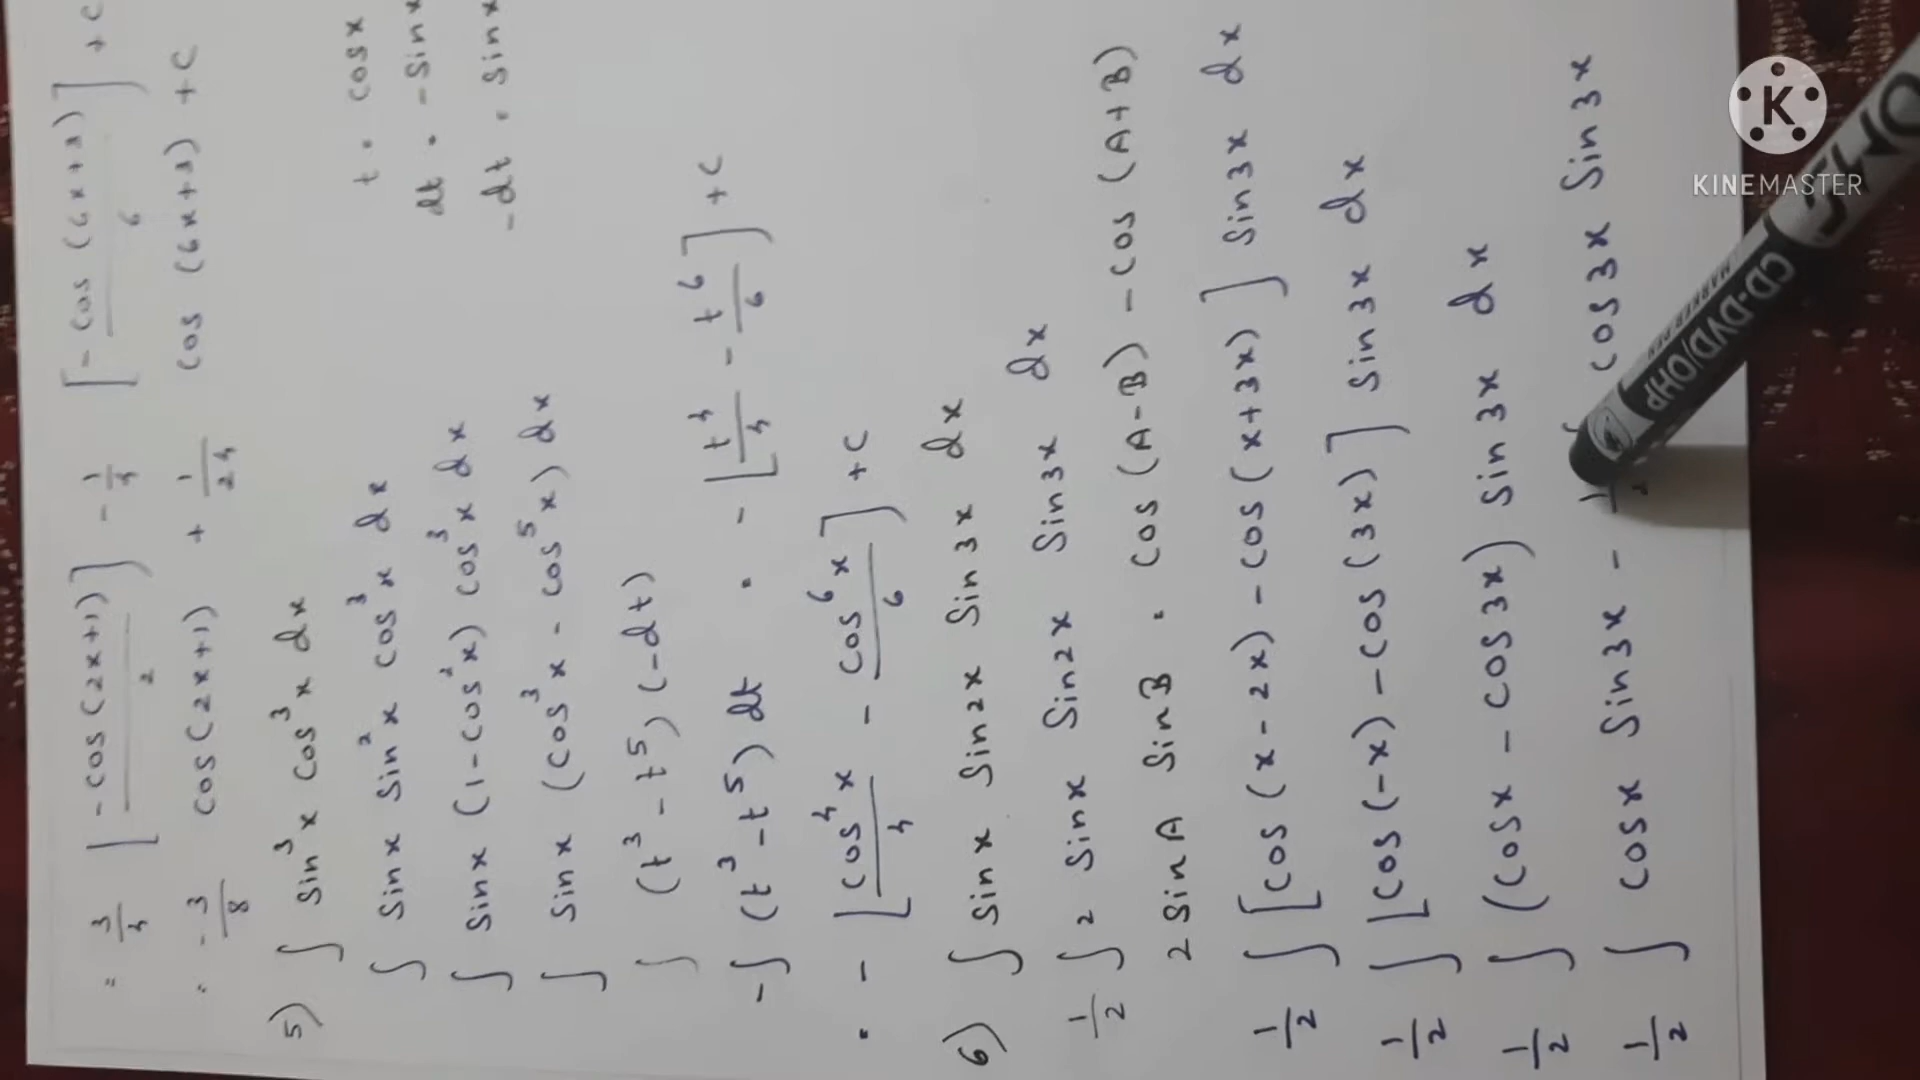 = 3/4 [-cos(2x+1)/2] - 1/4 [-cos(6x+3)/6] + c
= -3/8 cos(2x+1) + 1/24 cos(6x+3) + c
5) ∫ sin³x cos³x dx
∫ sinx sin²x cos³x dx
t = cosx
∫ sinx (1-cos²x) cos³x dx
dt = -sinx
∫ sinx (cos³x - cos⁵x) dx
-dt = sinx
∫ (t³ - t⁵) (-dt)
-∫ (t³ - t⁵) dt = - [t⁴/4 - t⁶/6] + c
= - [cos⁴x/4 - cos⁶x/6] + c
6) ∫ sinx sin2x sin3x dx
1/2 ∫ 2 sinx sin2x sin3x dx
2 sinA sinB = cos(A-B) - cos(A+B)
1/2 ∫ [cos(x-2x) - cos(x+3x)] sin3x dx
1/2 ∫ [cos(-x) - cos(3x)] sin3x dx
1/2 ∫ (cosx - cos3x) sin3x dx
1/2 ∫ cosx sin3x - cos3x sin3x
KINEMASTER
K
CD-DVD/OHP
MARKER PEN